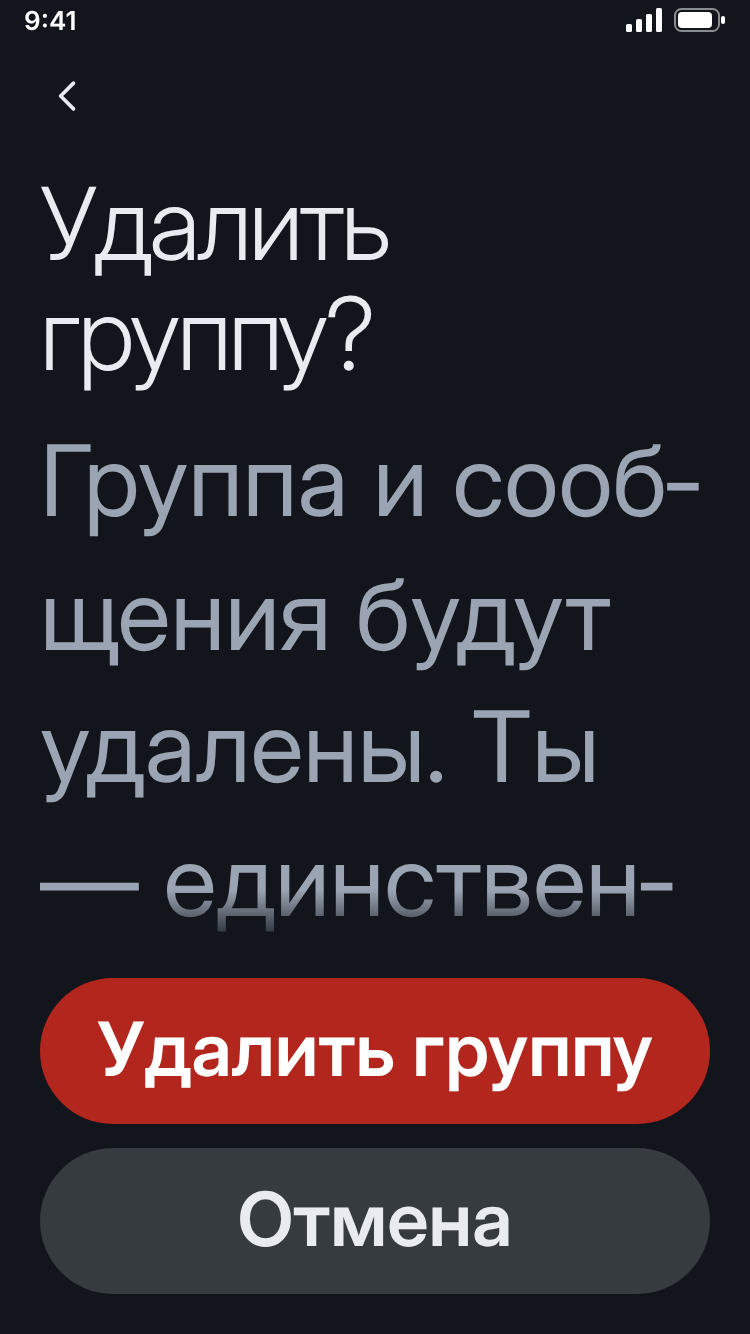 9:41
Удалить
группу?
Группа и сооб-
щения будут
удалены. Ты
— единствен-
Удалить группу
Отмена